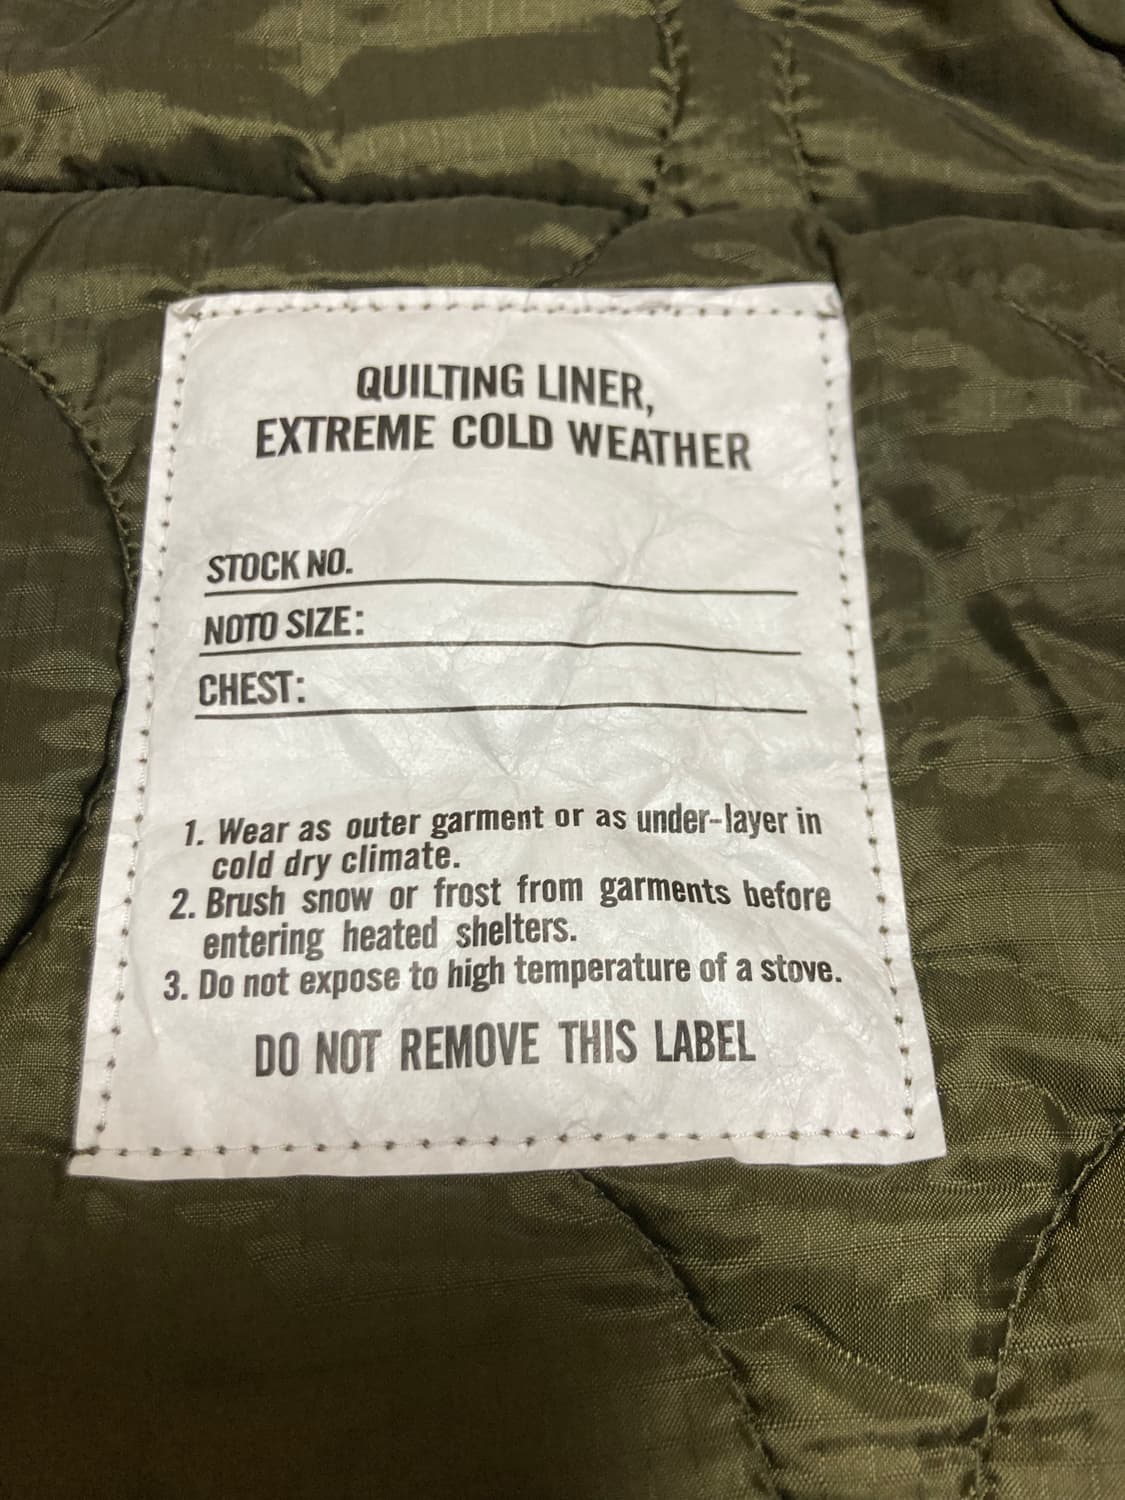 QUILTING LINER,
EXTREME COLD WEATHER
STOCK NO.
NOTO SIZE:
CHEST:
1. Wear as outer garment or as under-layer in
cold dry climate.
2. Brush snow or frost from garments before
entering heated shelters.
3. Do not expose to high temperature of a stove.
DO NOT REMOVE THIS LABEL